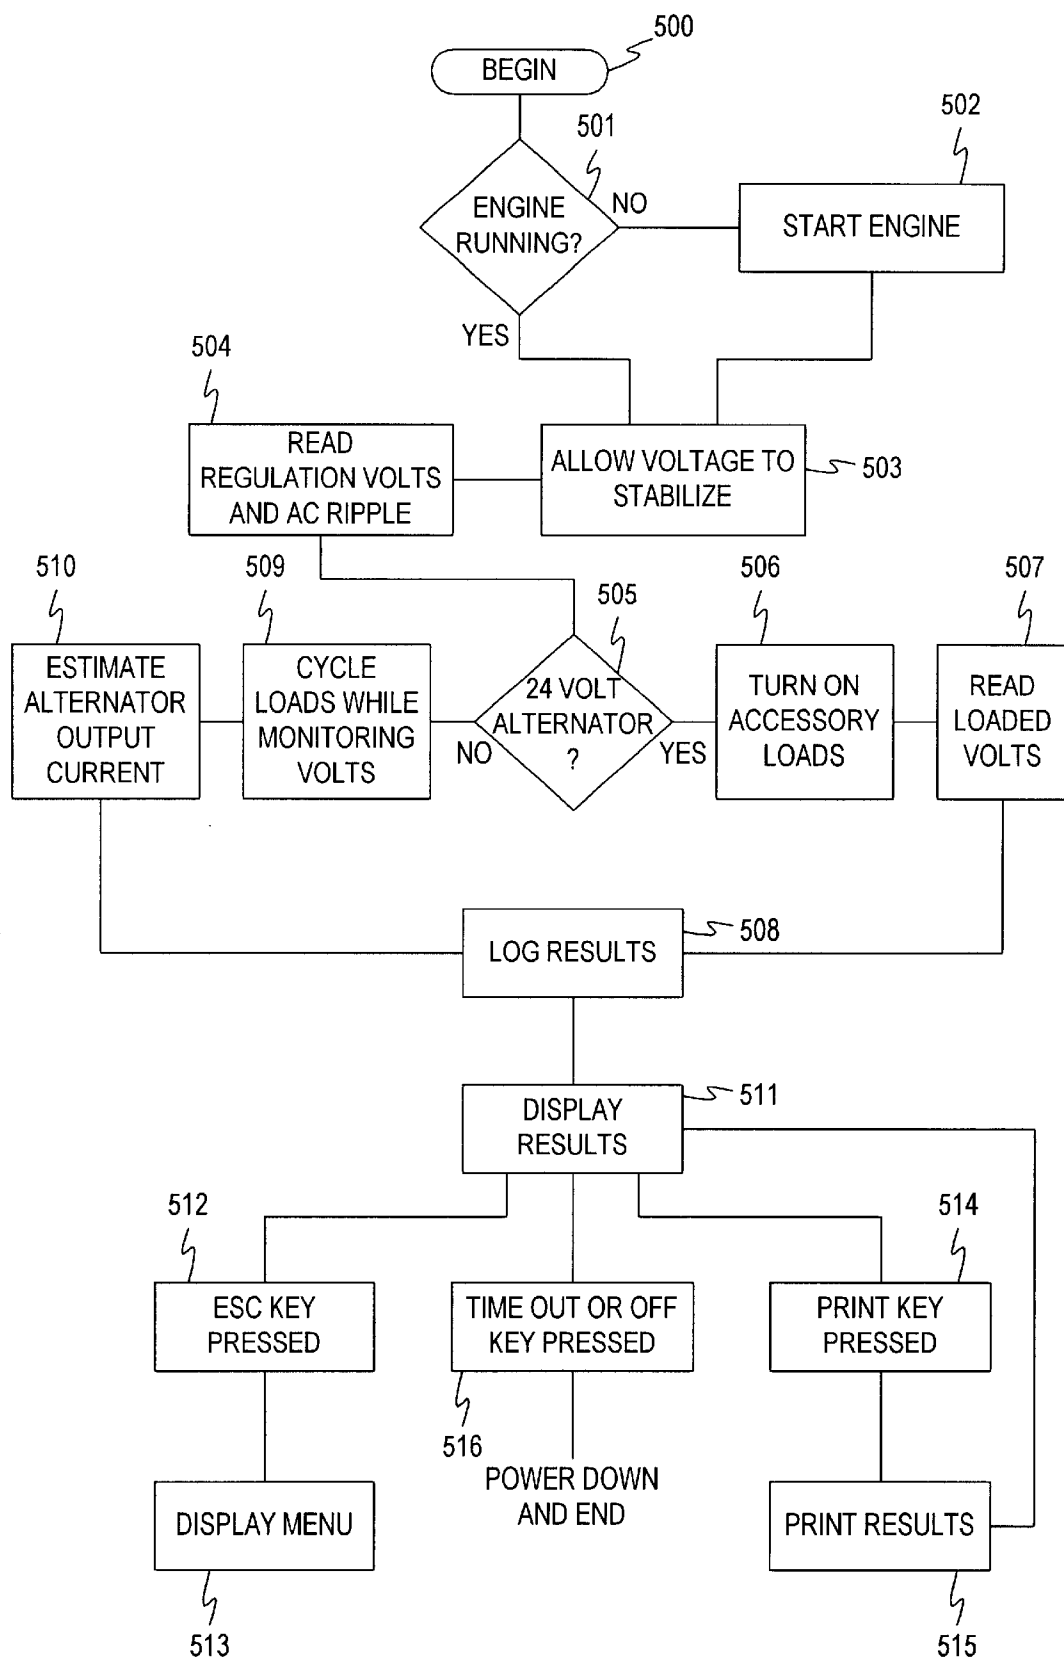 500
BEGIN
501
502
ENGINE
RUNNING?
NO
START ENGINE
YES
504
READ
REGULATION VOLTS
AND AC RIPPLE
ALLOW VOLTAGE TO
STABILIZE
503
510
509
505
506
507
ESTIMATE
ALTERNATOR
OUTPUT
CURRENT
CYCLE
LOADS WHILE
MONITORING
VOLTS
NO
24 VOLT
ALTERNATOR
?
YES
TURN ON
ACCESSORY
LOADS
READ
LOADED
VOLTS
LOG RESULTS
508
DISPLAY
RESULTS
511
512
514
ESC KEY
PRESSED
TIME OUT OR OFF
KEY PRESSED
PRINT KEY
PRESSED
516
POWER DOWN
AND END
DISPLAY MENU
PRINT RESULTS
513
515